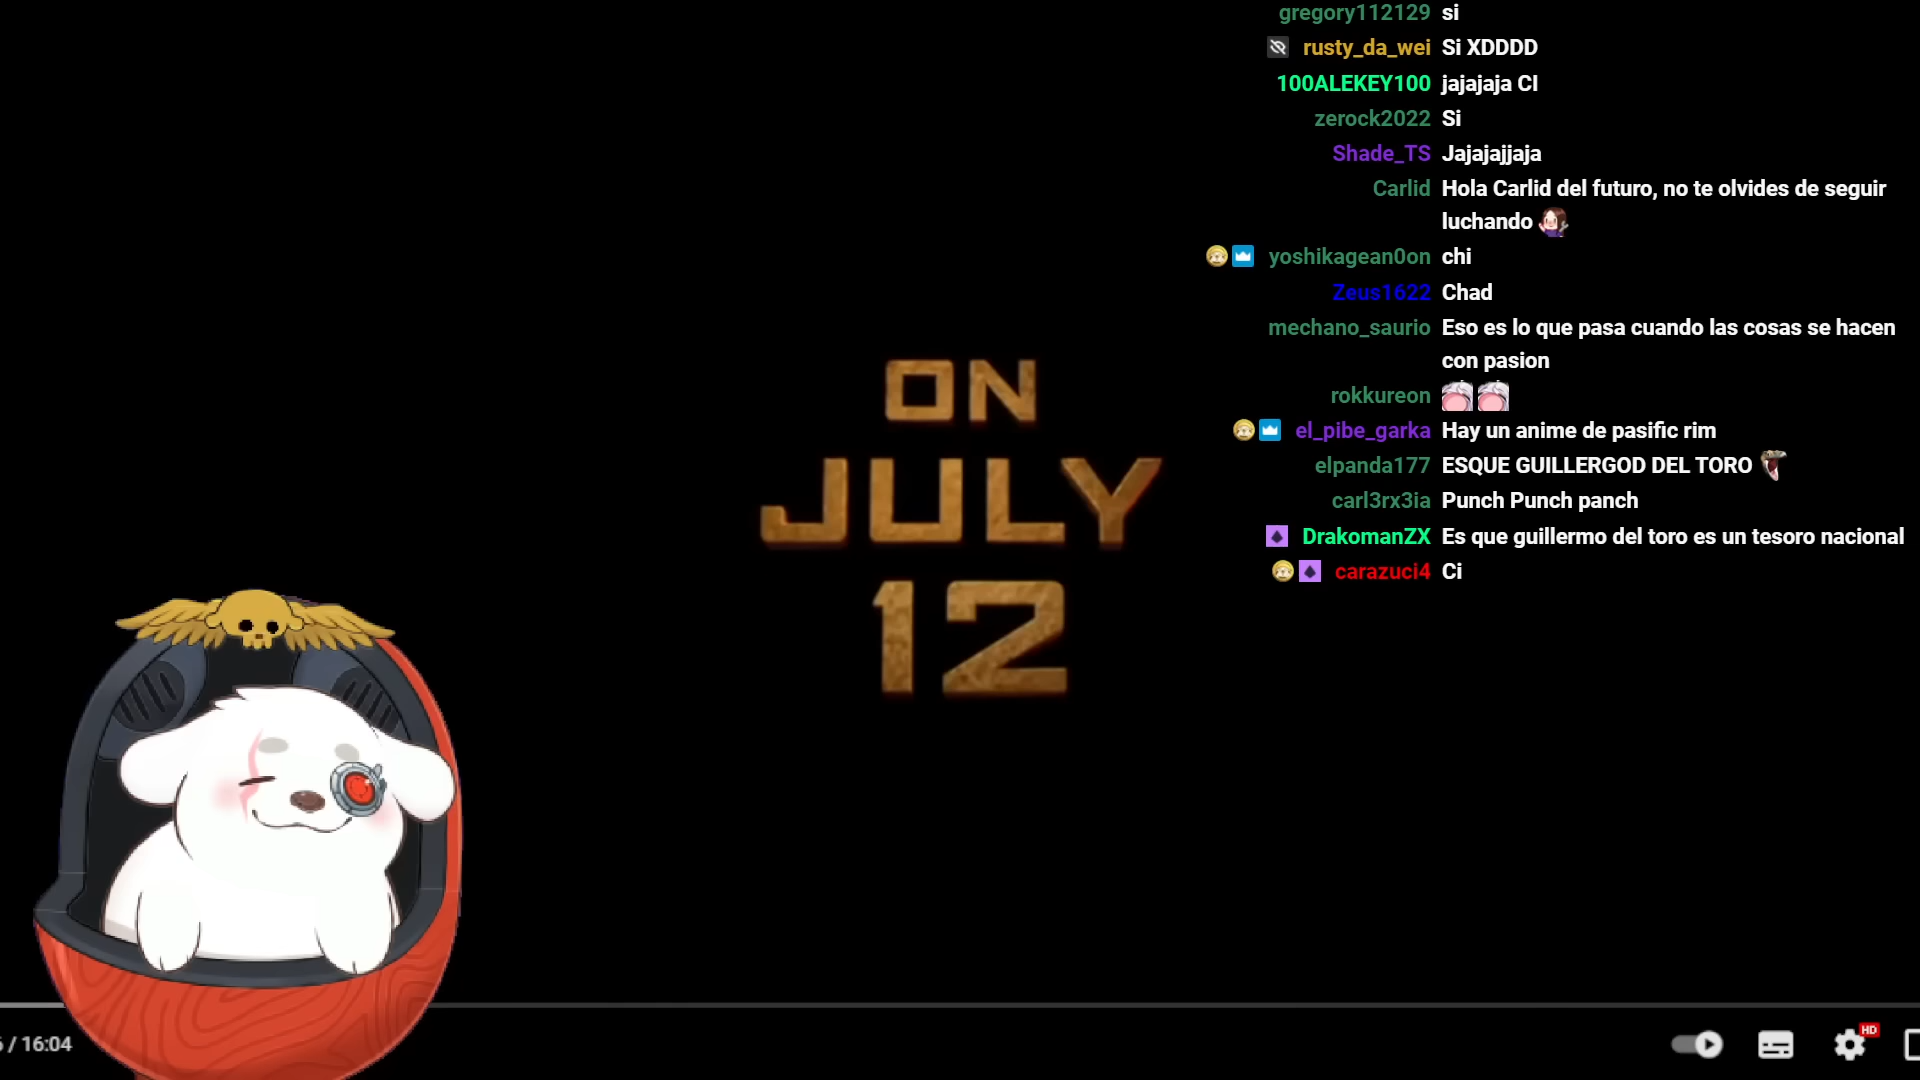 gregory112129 si
rusty_da_wei Si XDDDD
100ALEKEY100 jajajaja CI
zerock2022 Si
Shade_TS Jajajajjaja
Carlid Hola Carlid del futuro, no te olvides de seguir
luchando
yoshikagean0on chi
Zeus1622 Chad
mechano_saurio Eso es lo que pasa cuando las cosas se hacen
con pasion
rokkureon
el_pibe_garka Hay un anime de pasific rim
elpanda177 ESQUE GUILLERGOD DEL TORO
carl3rx3ia Punch Punch panch
DrakomanZX Es que guillermo del toro es un tesoro nacional
carazuci4 Ci
ON
JULY
12
/ 16:04
HD